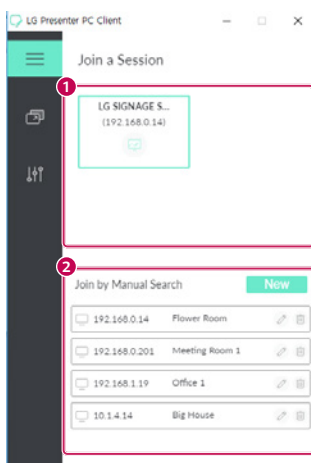 LG Presenter PC Client
Join a Session
1
LG SIGNAGE S...
(192.168.0.14)
2
Join by Manual Search New
192.168.0.14 Flower Room
192.168.0.201 Meeting Room 1
192.168.1.19 Office 1
10.1.4.14 Big House